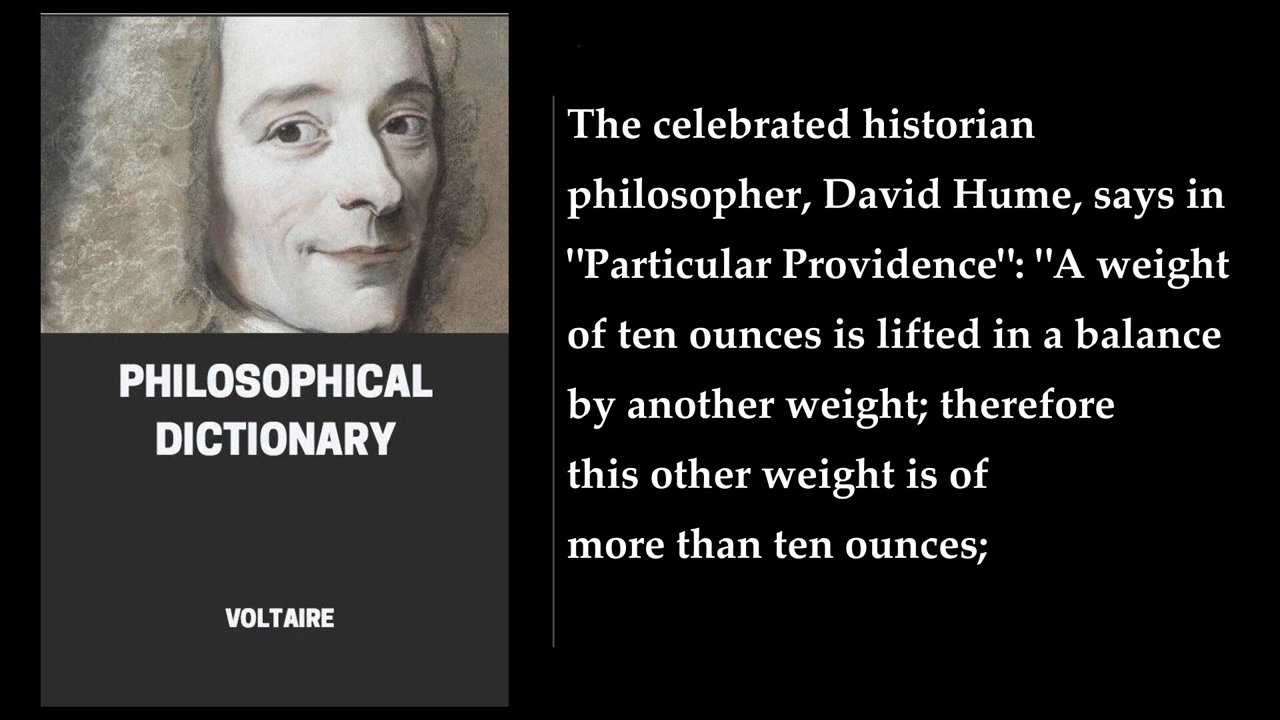 PHILOSOPHICAL
DICTIONARY
VOLTAIRE
The celebrated historian
philosopher, David Hume, says in
"Particular Providence": "A weight
of ten ounces is lifted in a balance
by another weight; therefore
this other weight is of
more than ten ounces;